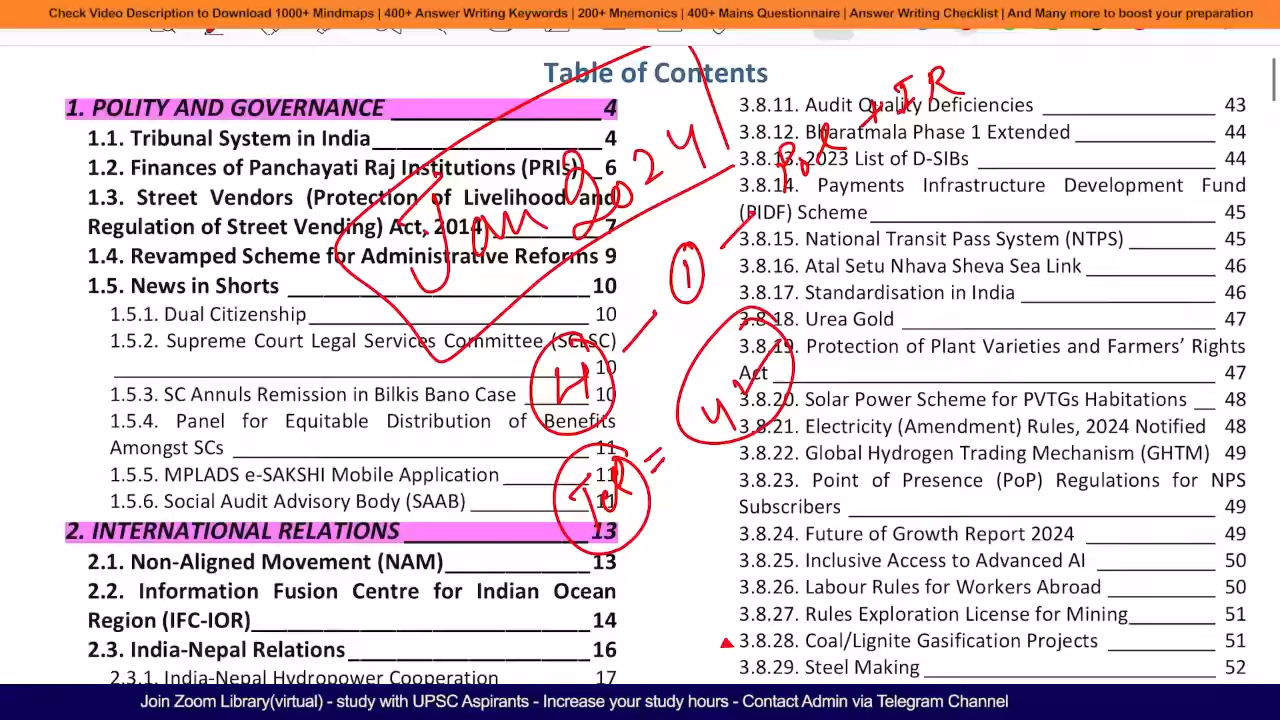 Check Video Description to Download 1000+ Mindmaps | 400+ Answer Writing Keywords | 200+ Mnemonics | 400+ Mains Questionnaire | Answer Writing Checklist | And Many more to boost your preparation
Table of Contents
1. POLITY AND GOVERNANCE 4
1.1. Tribunal System in India 4
1.2. Finances of Panchayati Raj Institutions (PRIs) 6
1.3. Street Vendors (Protection of Livelihood and
Regulation of Street Vending) Act, 2014 7
1.4. Revamped Scheme for Administrative Reforms 9
1.5. News in Shorts 10
1.5.1. Dual Citizenship 10
1.5.2. Supreme Court Legal Services Committee (SCLSC)
10
1.5.3. SC Annuls Remission in Bilkis Bano Case 10
1.5.4. Panel for Equitable Distribution of Benefits
Amongst SCs 11
1.5.5. MPLADS e-SAKSHI Mobile Application 11
1.5.6. Social Audit Advisory Body (SAAB) 11
2. INTERNATIONAL RELATIONS 13
2.1. Non-Aligned Movement (NAM) 13
2.2. Information Fusion Centre for Indian Ocean
Region (IFC-IOR) 14
2.3. India-Nepal Relations 16
2.3.1. India-Nepal Hydropower Cooperation 17
3.8.11. Audit Quality Deficiencies 43
3.8.12. Bharatmala Phase 1 Extended 44
3.8.13. 2023 List of D-SIBs 44
3.8.14. Payments Infrastructure Development Fund
(PIDF) Scheme 45
3.8.15. National Transit Pass System (NTPS) 45
3.8.16. Atal Setu Nhava Sheva Sea Link 46
3.8.17. Standardisation in India 46
3.8.18. Urea Gold 47
3.8.19. Protection of Plant Varieties and Farmers' Rights
Act 47
3.8.20. Solar Power Scheme for PVTGs Habitations 48
3.8.21. Electricity (Amendment) Rules, 2024 Notified 48
3.8.22. Global Hydrogen Trading Mechanism (GHTM) 49
3.8.23. Point of Presence (PoP) Regulations for NPS
Subscribers 49
3.8.24. Future of Growth Report 2024 49
3.8.25. Inclusive Access to Advanced AI 50
3.8.26. Labour Rules for Workers Abroad 50
3.8.27. Rules Exploration License for Mining 51
3.8.28. Coal/Lignite Gasification Projects 51
3.8.29. Steel Making 52
Jan 2024
H - 1 - Pol + IR
Join Zoom Library(virtual) - study with UPSC Aspirants - Increase your study hours - Contact Admin via Telegram Channel